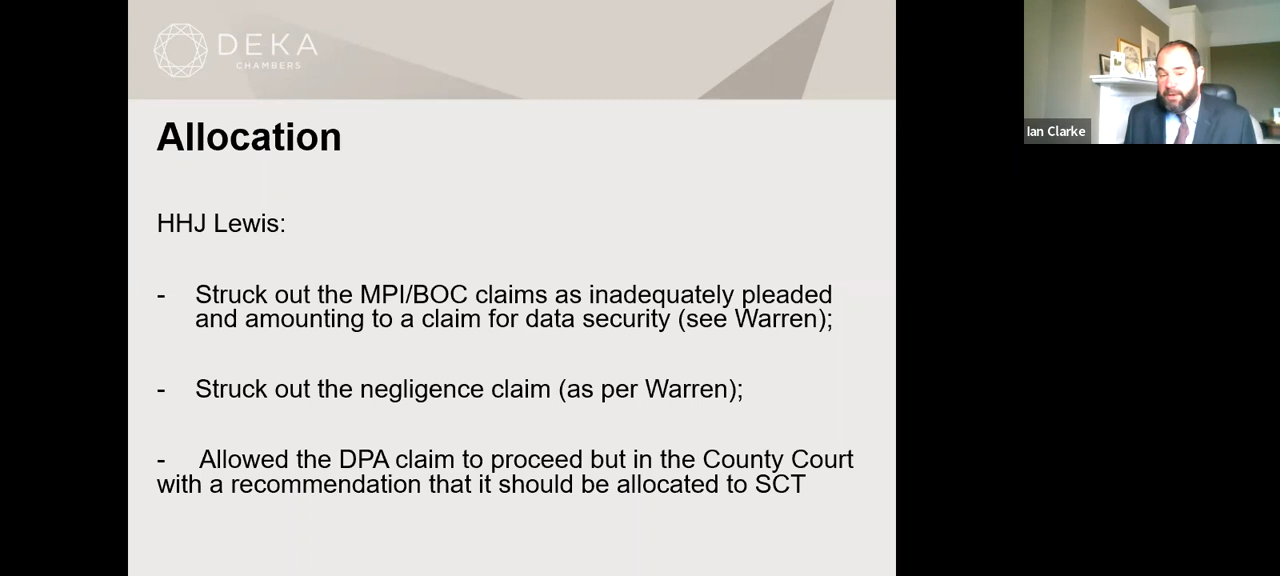 DEKA
CHAMBERS
Allocation
HHJ Lewis:
- Struck out the MPI/BOC claims as inadequately pleaded
and amounting to a claim for data security (see Warren);
- Struck out the negligence claim (as per Warren);
- Allowed the DPA claim to proceed but in the County Court
with a recommendation that it should be allocated to SCT
Ian Clarke